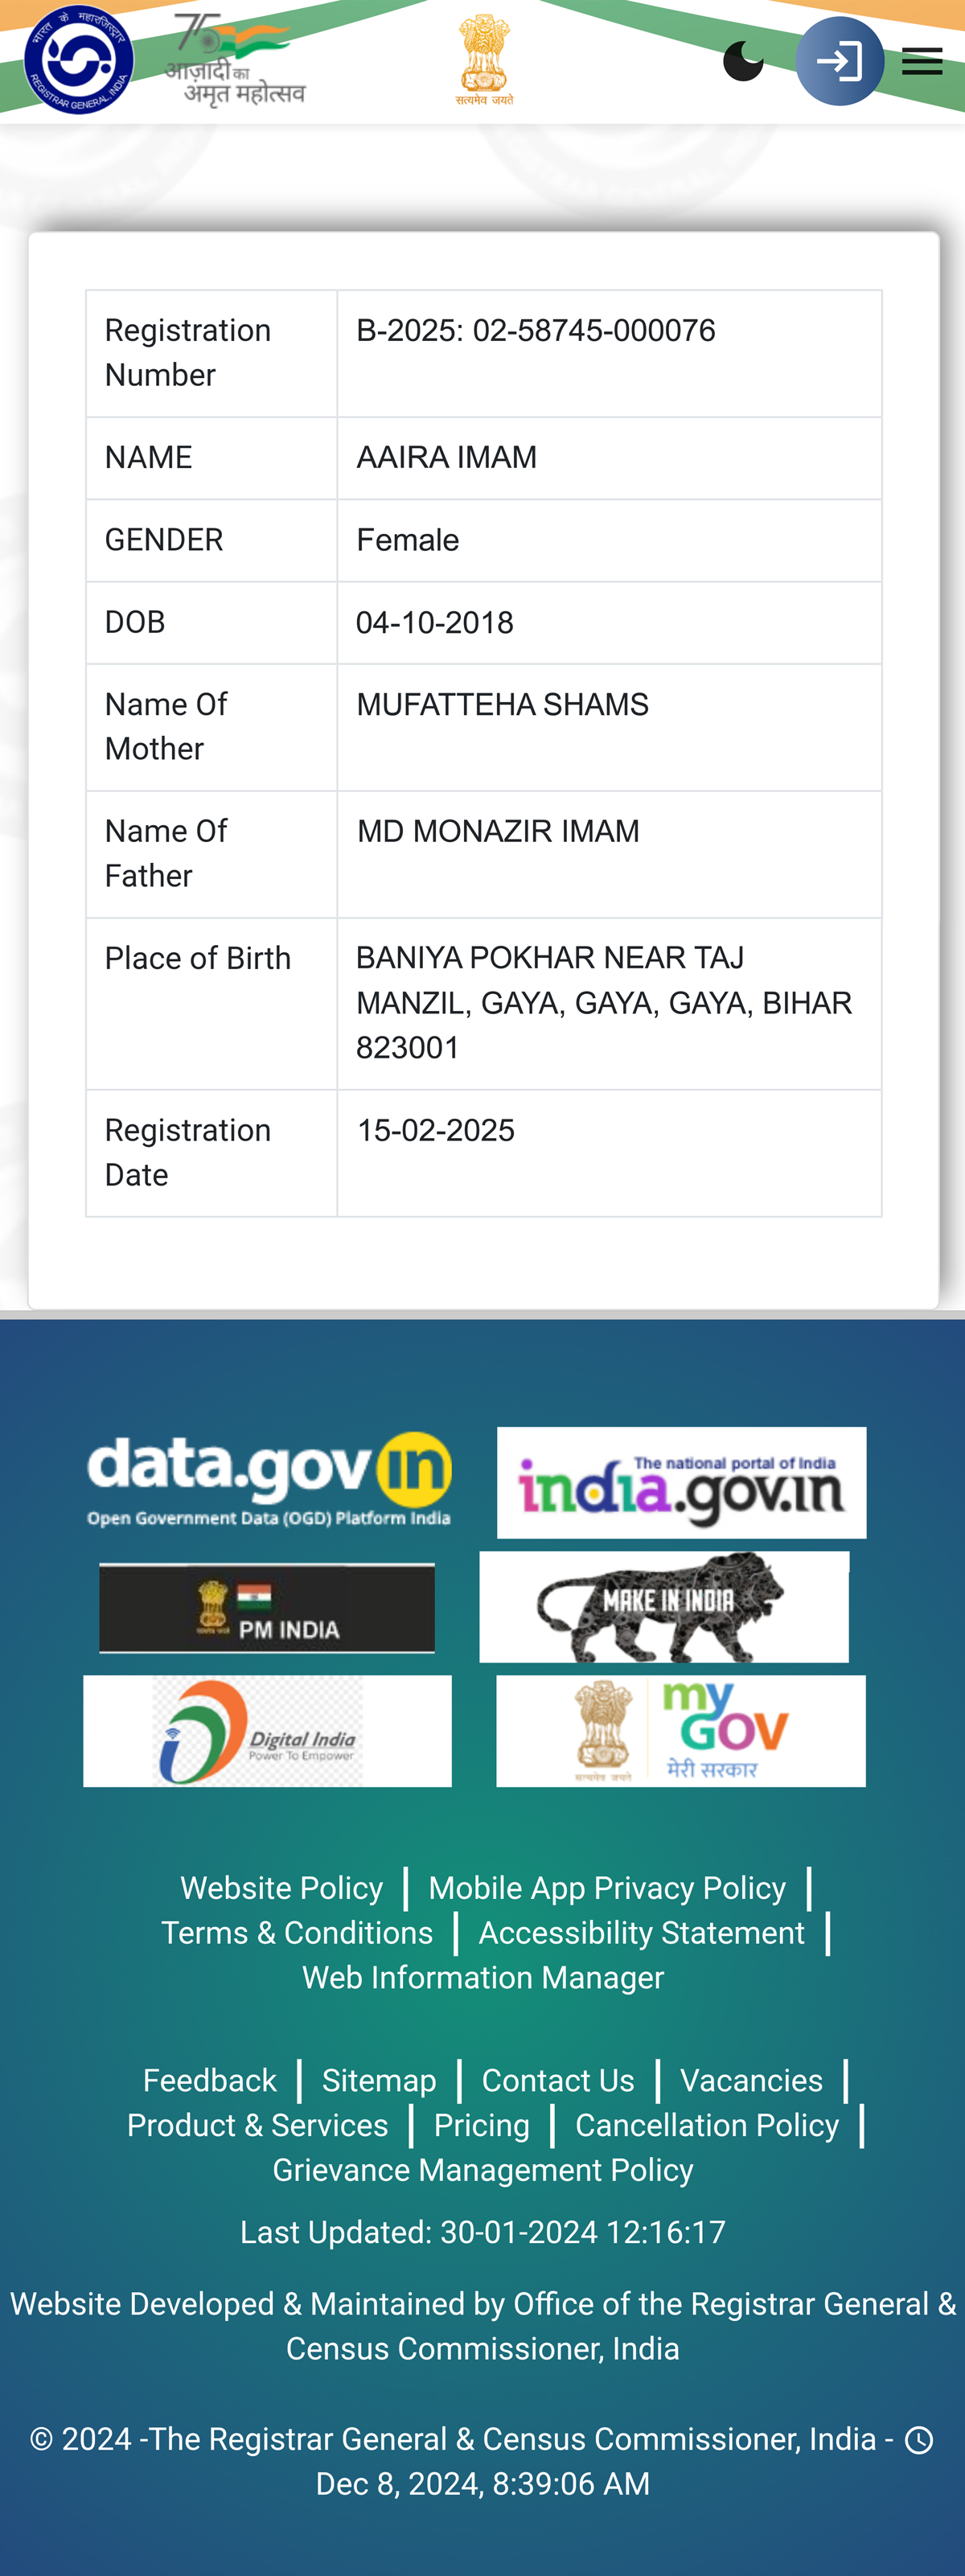 भारत के महारजिस्ट्रार
REGISTRAR GENERAL, INDIA
75
आज़ादी का
अमृत महोत्सव
सत्यमेव जयते
Registration Number	B-2025: 02-58745-000076
NAME	AAIRA IMAM
GENDER	Female
DOB	04-10-2018
Name Of Mother	MUFATTEHA SHAMS
Name Of Father	MD MONAZIR IMAM
Place of Birth	BANIYA POKHAR NEAR TAJ
MANZIL, GAYA, GAYA, GAYA, BIHAR
823001
Registration Date	15-02-2025
data.gov in
Open Government Data (OGD) Platform India
The national portal of India
india.gov.in
PM INDIA
MAKE IN INDIA
Digital India
Power To Empower
सत्यमेव जयते
my
GOV
मेरी सरकार
Website Policy | Mobile App Privacy Policy |
Terms & Conditions | Accessibility Statement |
Web Information Manager
Feedback | Sitemap | Contact Us | Vacancies |
Product & Services | Pricing | Cancellation Policy |
Grievance Management Policy
Last Updated: 30-01-2024 12:16:17
Website Developed & Maintained by Office of the Registrar General &
Census Commissioner, India
© 2024 -The Registrar General & Census Commissioner, India -
Dec 8, 2024, 8:39:06 AM